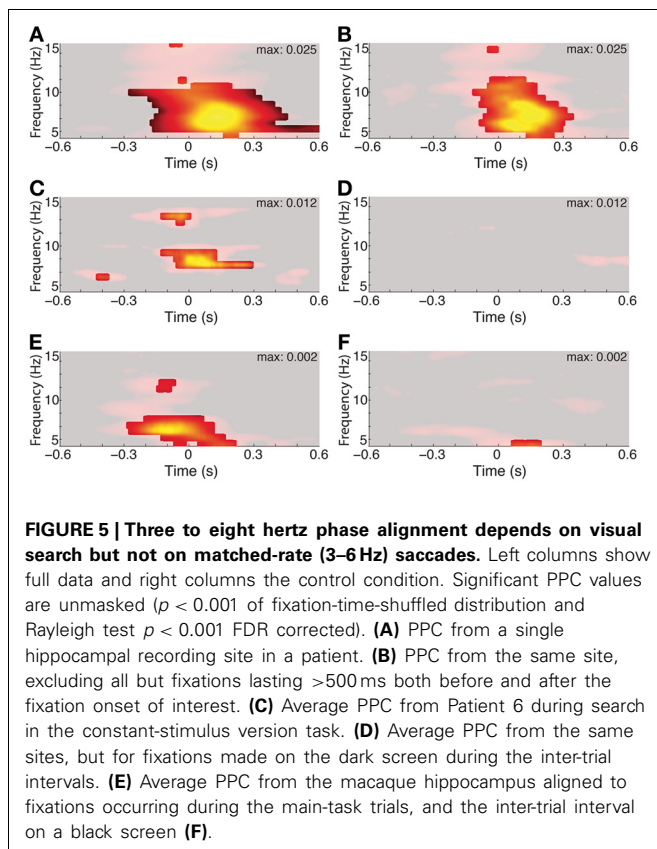 A
B
15
max: 0.025
15
max: 0.025
Frequency (Hz)
10
Frequency (Hz)
10
5
5
-0.6
-0.3
0
0.3
0.6
-0.6
-0.3
0
0.3
0.6
Time (s)
Time (s)
C
D
15
max: 0.012
15
max: 0.012
Frequency (Hz)
10
Frequency (Hz)
10
5
5
-0.6
-0.3
0
0.3
0.6
-0.6
-0.3
0
0.3
0.6
Time (s)
Time (s)
E
F
15
max: 0.002
15
max: 0.002
Frequency (Hz)
10
Frequency (Hz)
10
5
5
-0.6
-0.3
0
0.3
0.6
-0.6
-0.3
0
0.3
0.6
Time (s)
Time (s)
FIGURE 5 | Three to eight hertz phase alignment depends on visual
search but not on matched-rate (3–6 Hz) saccades. Left columns show
full data and right columns the control condition. Significant PPC values
are unmasked (p < 0.001 of fixation-time-shuffled distribution and
Rayleigh test p < 0.001 FDR corrected). (A) PPC from a single
hippocampal recording site in a patient. (B) PPC from the same site,
excluding all but fixations lasting >500 ms both before and after the
fixation onset of interest. (C) Average PPC from Patient 6 during search
in the constant-stimulus version task. (D) Average PPC from the same
sites, but for fixations made on the dark screen during the inter-trial
intervals. (E) Average PPC from the macaque hippocampus aligned to
fixations occurring during the main-task trials, and the inter-trial interval
on a black screen (F).